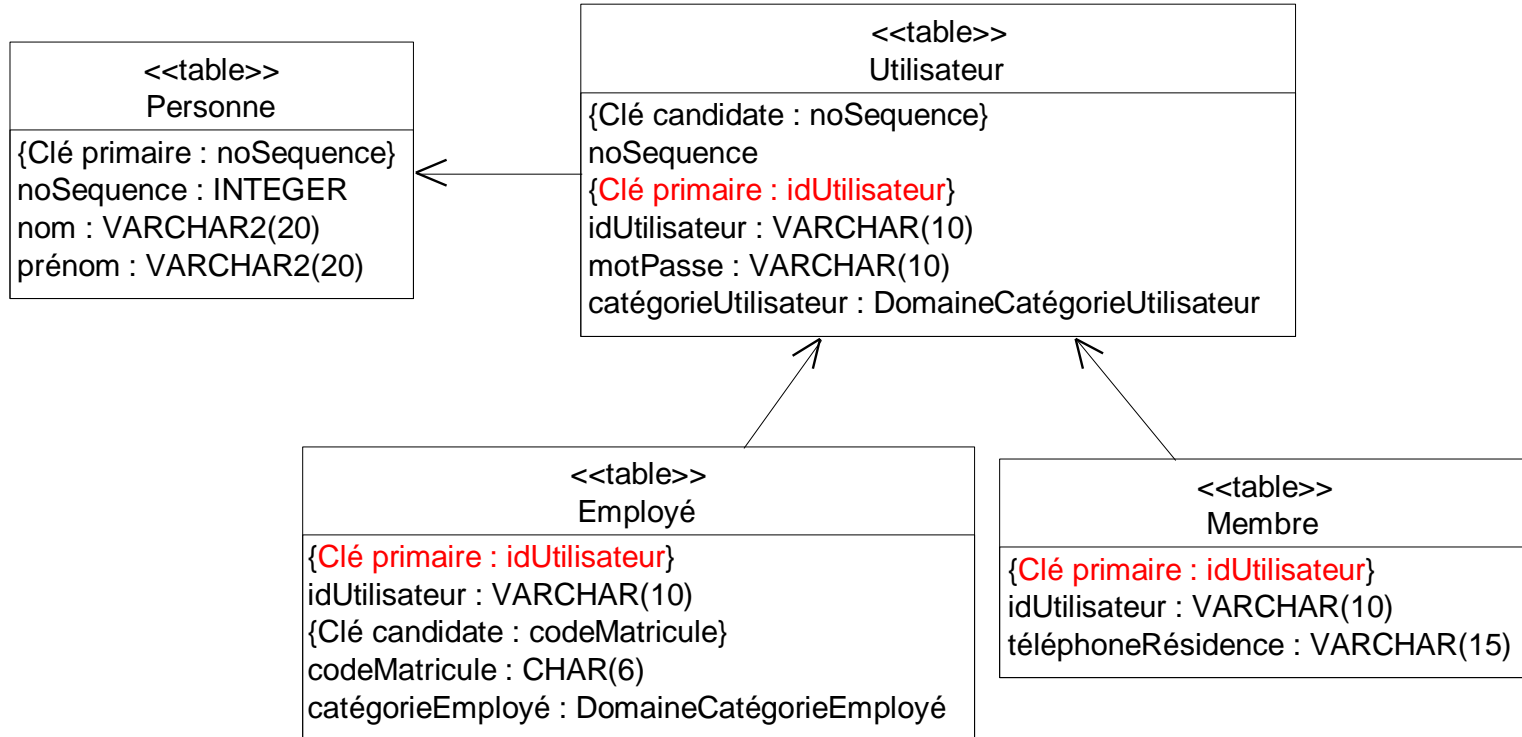 <<table>>
Personne
{Clé primaire : noSequence}
noSequence : INTEGER
nom : VARCHAR2(20)
prénom : VARCHAR2(20)
<<table>>
Utilisateur
{Clé candidate : noSequence}
noSequence
{Clé primaire : idUtilisateur}
idUtilisateur : VARCHAR(10)
motPasse : VARCHAR(10)
catégorieUtilisateur : DomaineCatégorieUtilisateur
<<table>>
Employé
{Clé primaire : idUtilisateur}
idUtilisateur : VARCHAR(10)
{Clé candidate : codeMatricule}
codeMatricule : CHAR(6)
catégorieEmployé : DomaineCatégorieEmployé
<<table>>
Membre
{Clé primaire : idUtilisateur}
idUtilisateur : VARCHAR(10)
téléphoneRésidence : VARCHAR(15)